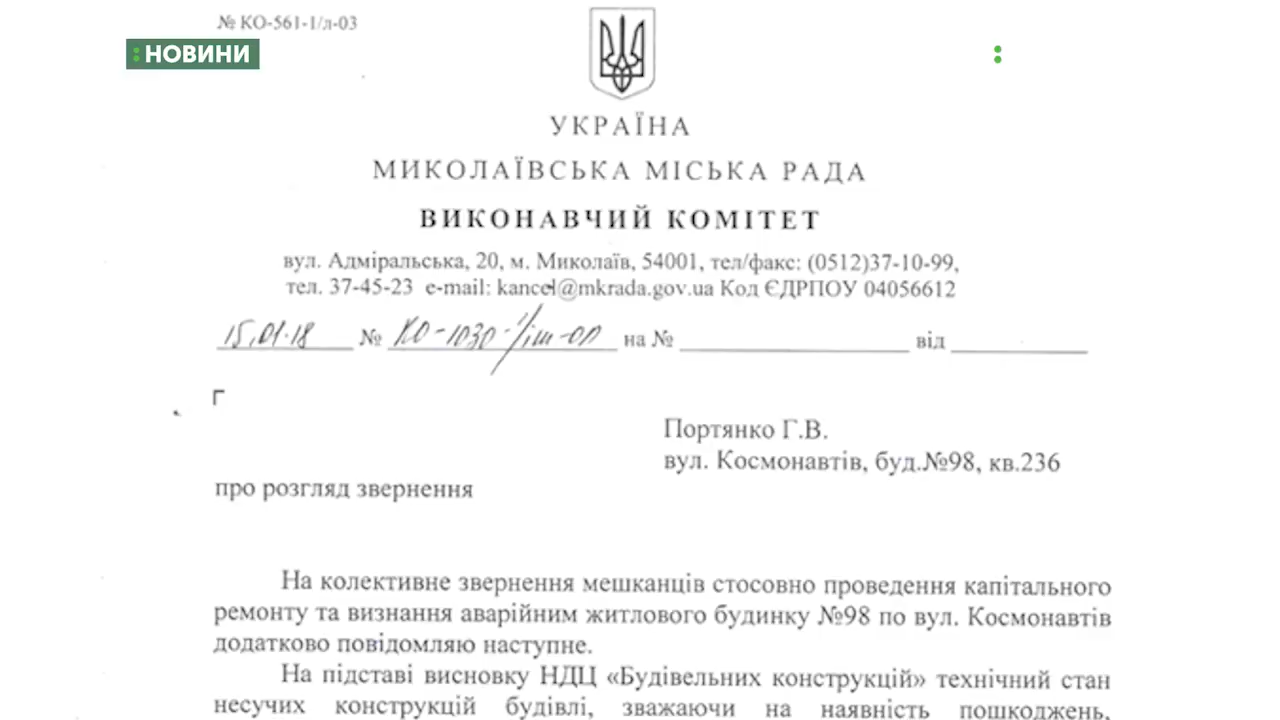 № КО-561-1/л-03
НОВИНИ
УКРАЇНА
МИКОЛАЇВСЬКА МІСЬКА РАДА
ВИКОНАВЧИЙ КОМІТЕТ
вул. Адміральська, 20, м. Миколаїв, 54001, тел/факс: (0512)37-10-99,
тел. 37-45-23 e-mail: kancel@mkrada.gov.ua Код ЄДРПОУ 04056612
15.01.18 № КО-1030-1/ на № від
Портянко Г.В.
вул. Космонавтів, буд.№98, кв.236
про розгляд звернення
На колективне звернення мешканців стосовно проведення капітального
ремонту та визнання аварійним житлового будинку №98 по вул. Космонавтів
додатково повідомляю наступне.
На підставі висновку НДЦ «Будівельних конструкцій» технічний стан
несучих конструкцій будівлі, зважаючи на наявність пошкоджень,